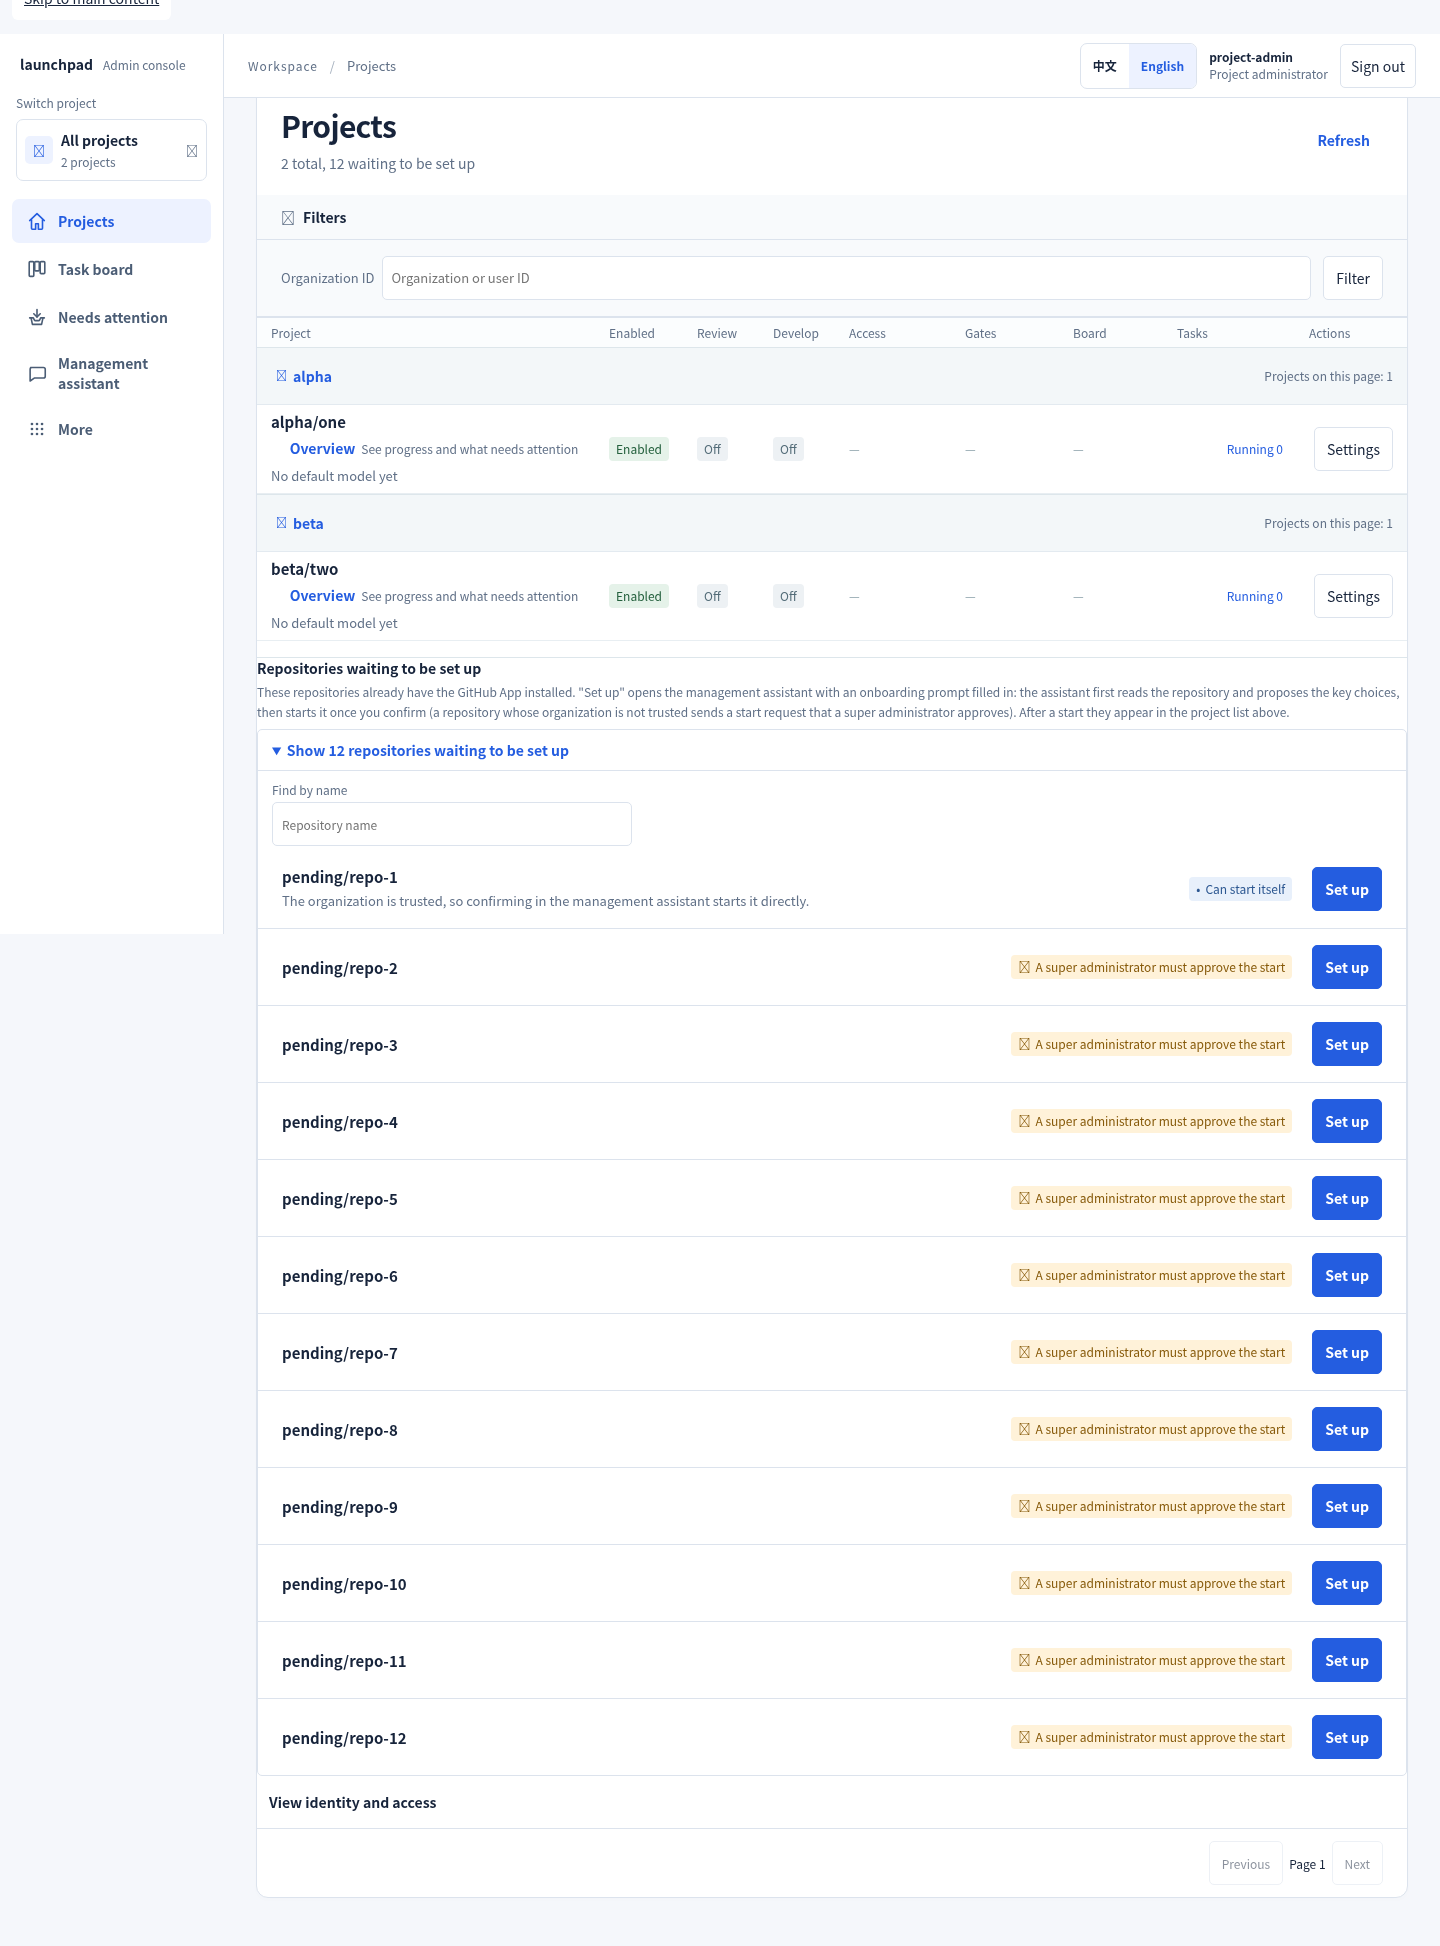 Skip to main content
launchpad Admin console
Workspace / Projects
中文 English
project-admin
Project administrator
Sign out
Switch project
All projects
2 projects
Projects
Task board
Needs attention
Management
assistant
More
Projects
2 total, 12 waiting to be set up
Refresh
Filters
Organization ID Organization or user ID Filter
Project Enabled Review Develop Access Gates Board Tasks Actions
alpha Projects on this page: 1
alpha/one
Overview See progress and what needs attention Enabled Off Off — — — Running 0 Settings
No default model yet
beta Projects on this page: 1
beta/two
Overview See progress and what needs attention Enabled Off Off — — — Running 0 Settings
No default model yet
Repositories waiting to be set up
These repositories already have the GitHub App installed. "Set up" opens the management assistant with an onboarding prompt filled in: the assistant first reads the repository and proposes the key choices,
then starts it once you confirm (a repository whose organization is not trusted sends a start request that a super administrator approves). After a start they appear in the project list above.
▼ Show 12 repositories waiting to be set up
Find by name
Repository name
pending/repo-1
The organization is trusted, so confirming in the management assistant starts it directly.
• Can start itself Set up
pending/repo-2 A super administrator must approve the start Set up
pending/repo-3 A super administrator must approve the start Set up
pending/repo-4 A super administrator must approve the start Set up
pending/repo-5 A super administrator must approve the start Set up
pending/repo-6 A super administrator must approve the start Set up
pending/repo-7 A super administrator must approve the start Set up
pending/repo-8 A super administrator must approve the start Set up
pending/repo-9 A super administrator must approve the start Set up
pending/repo-10 A super administrator must approve the start Set up
pending/repo-11 A super administrator must approve the start Set up
pending/repo-12 A super administrator must approve the start Set up
View identity and access
Previous Page 1 Next